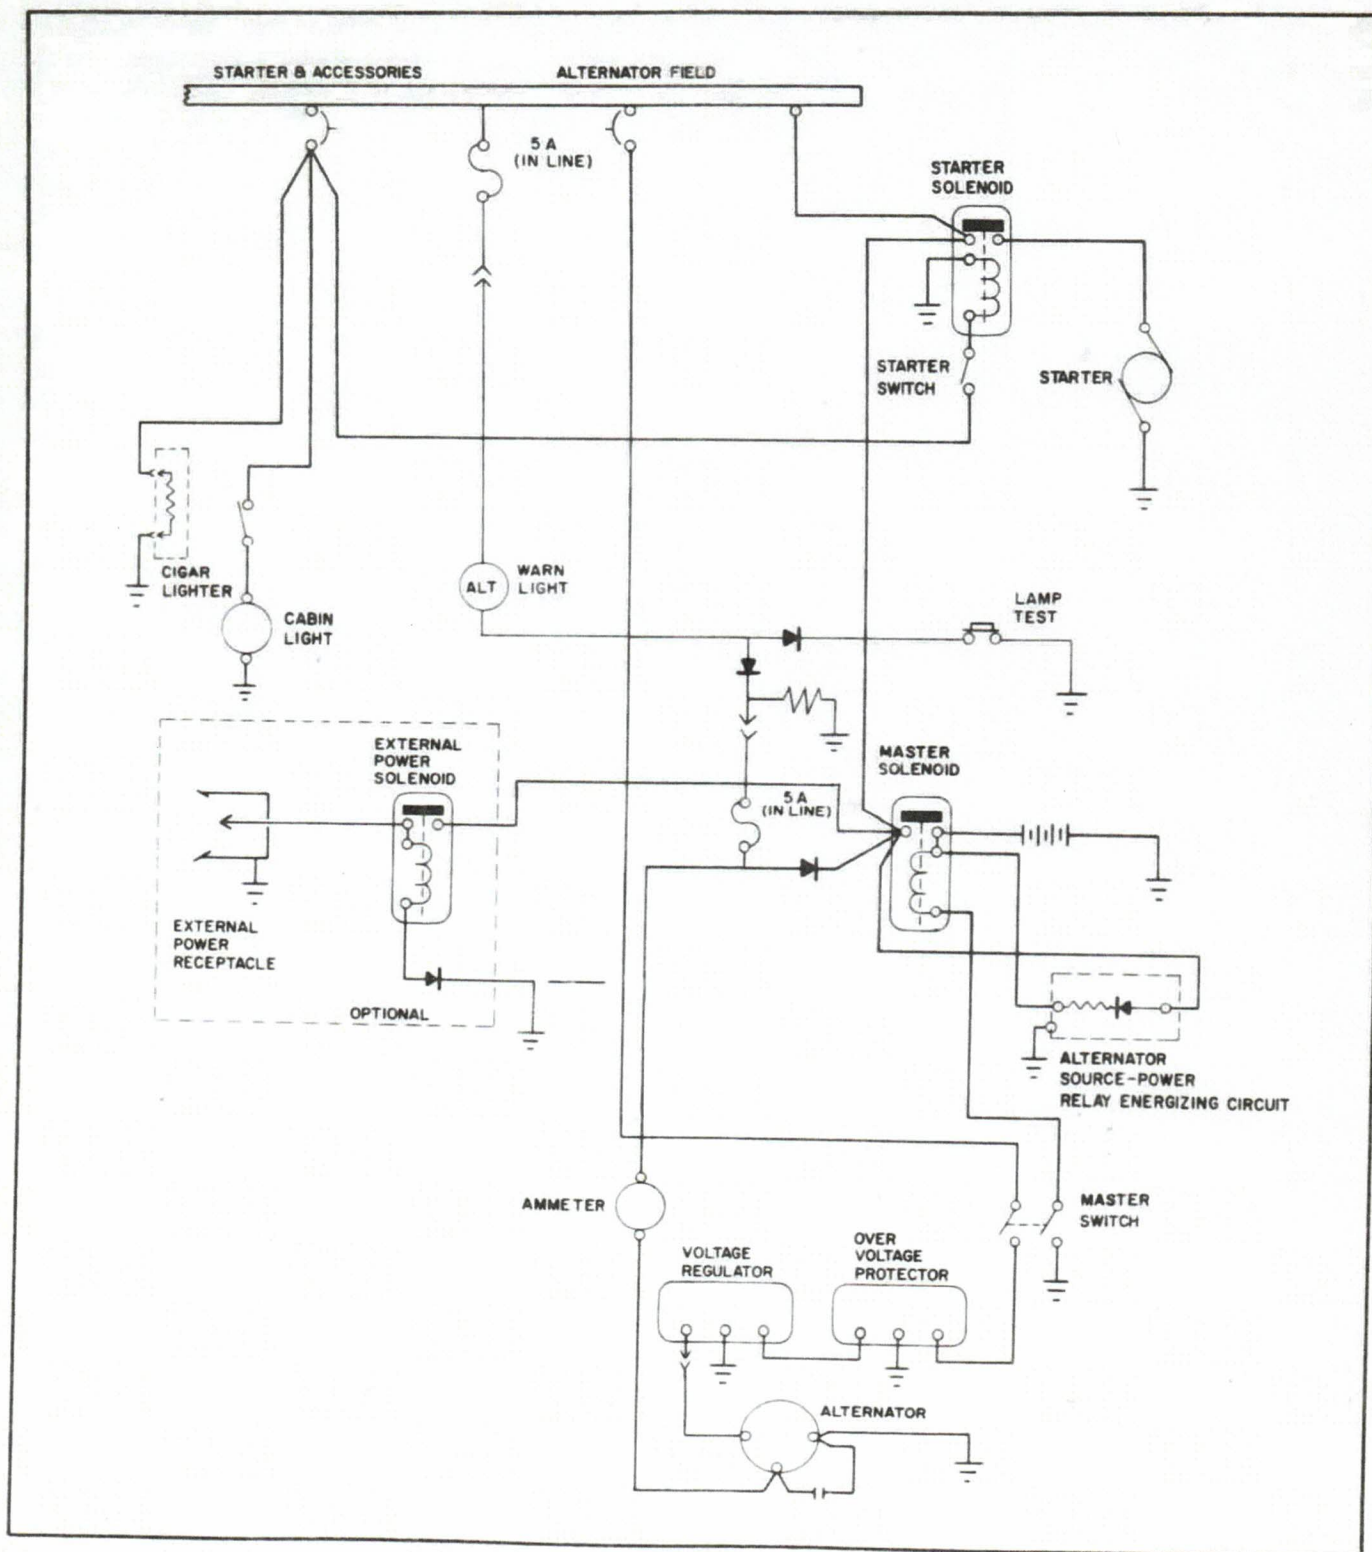 STARTER & ACCESSORIES
ALTERNATOR FIELD
5 A
(IN LINE)
STARTER
SOLENOID
STARTER
SWITCH
STARTER
CIGAR
LIGHTER
CABIN
LIGHT
ALT
WARN
LIGHT
LAMP
TEST
EXTERNAL
POWER
SOLENOID
MASTER
SOLENOID
5 A
(IN LINE)
EXTERNAL
POWER
RECEPTACLE
OPTIONAL
ALTERNATOR
SOURCE-POWER
RELAY ENERGIZING CIRCUIT
AMMETER
MASTER
SWITCH
VOLTAGE
REGULATOR
OVER
VOLTAGE
PROTECTOR
ALTERNATOR